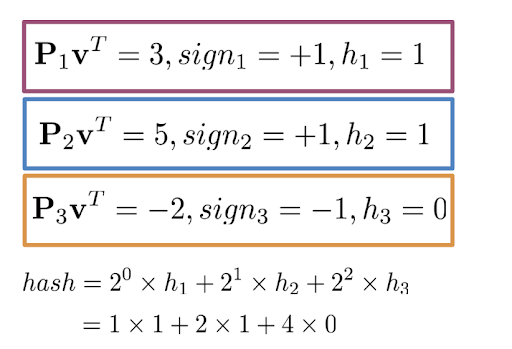 P₁vᵀ = 3, sign₁ = +1, h₁ = 1
P₂vᵀ = 5, sign₂ = +1, h₂ = 1
P₃vᵀ = −2, sign₃ = −1, h₃ = 0
hash = 2⁰ × h₁ + 2¹ × h₂ + 2² × h₃
= 1 × 1 + 2 × 1 + 4 × 0